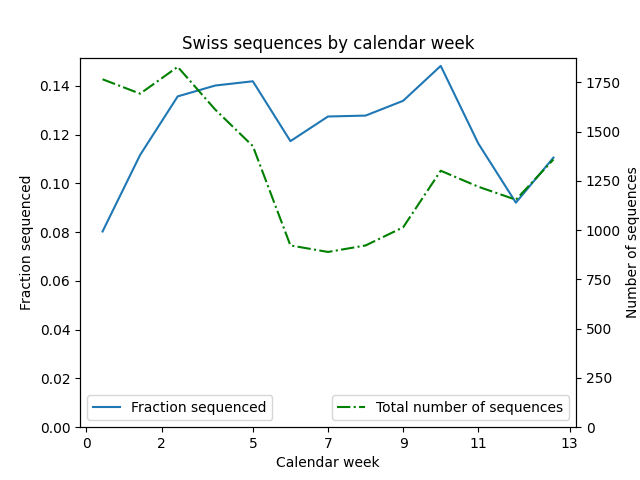 Swiss sequences by calendar week
Fraction sequenced
0.14
0.12
0.10
0.08
0.06
0.04
0.02
0.00
1750
1500
1250
1000
750
500
250
0
Number of sequences
Fraction sequenced
Total number of sequences
0 2 5 7 9 11 13
Calendar week